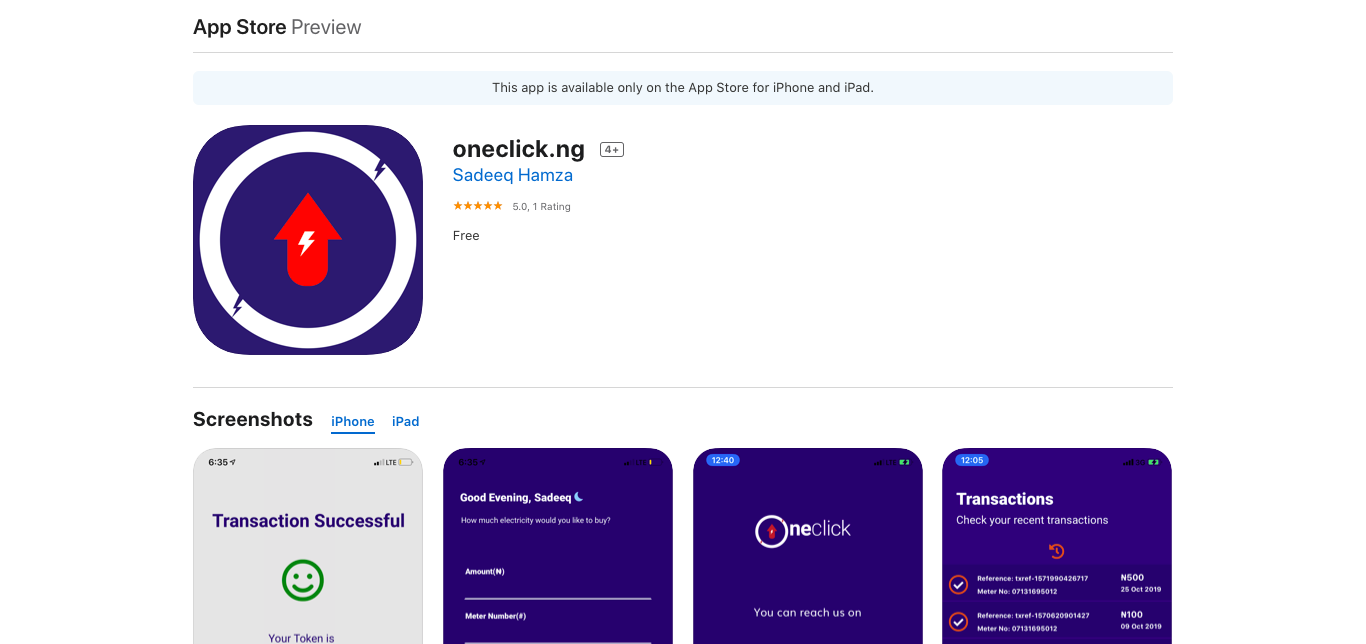 App Store Preview
This app is available only on the App Store for iPhone and iPad.
oneclick.ng 4+
Sadeeq Hamza
5.0, 1 Rating
Free
Screenshots iPhone iPad
6:35 LTE
Transaction Successful
Your Token is
6:35 LTE
Good Evening, Sadeeq
How much electricity would you like to buy?
Amount(₦)
Meter Number(#)
12:40 LTE
Oneclick
You can reach us on
12:05 3G
Transactions
Check your recent transactions
Reference: txref-1571990426717 ₦500
Meter No: 07131695012 25 Oct 2019
Reference: txref-1570620901427 ₦100
Meter No: 07131695012 09 Oct 2019